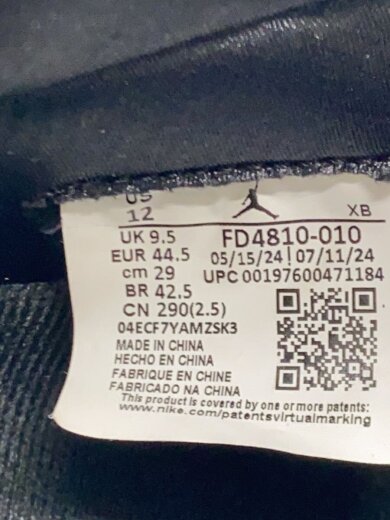 US
12
XB
UK 9.5 FD4810-010
EUR 44.5 05/15/24 | 07/11/24
cm 29 UPC 00197600471184
BR 42.5
CN 290(2.5)
04ECF7YAMZSK3
MADE IN CHINA
HECHO EN CHINA
FABRIQUE EN CHINE
FABRICADO NA CHINA
This product is covered by one or more patents:
www.nike.com/patentsvirtualmarking